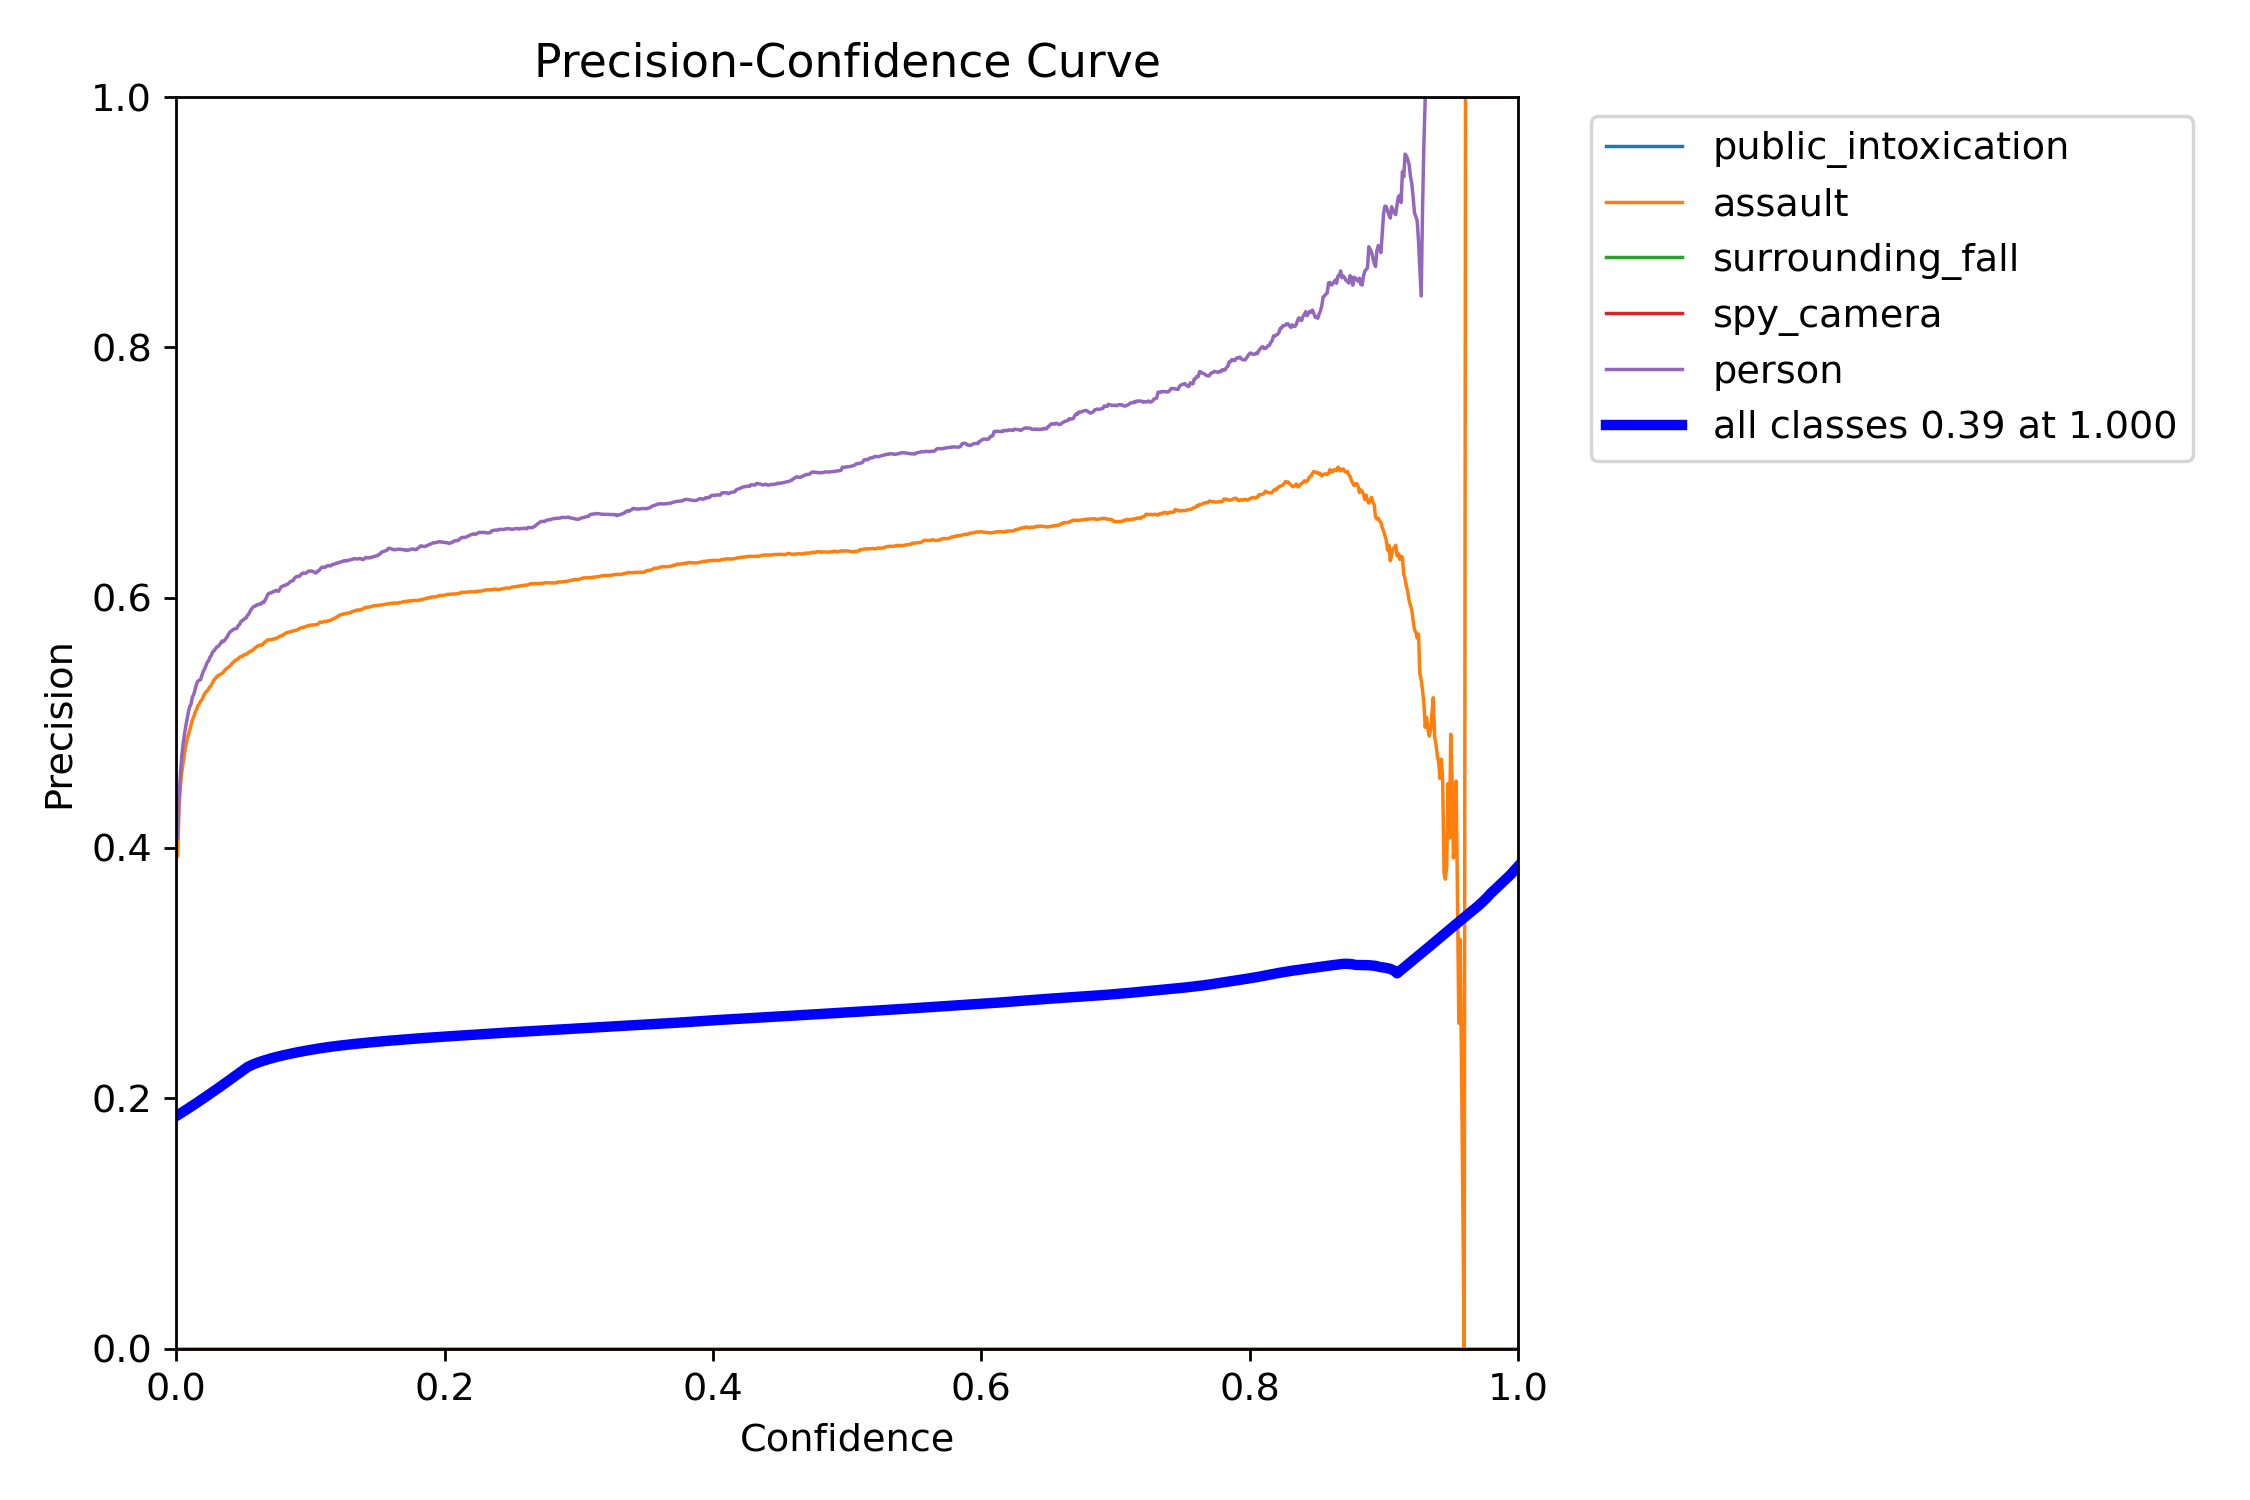 Precision-Confidence Curve
1.0
0.8
0.6
0.4
0.2
0.0
Precision
0.0 0.2 0.4 0.6 0.8 1.0
Confidence
public_intoxication
assault
surrounding_fall
spy_camera
person
all classes 0.39 at 1.000